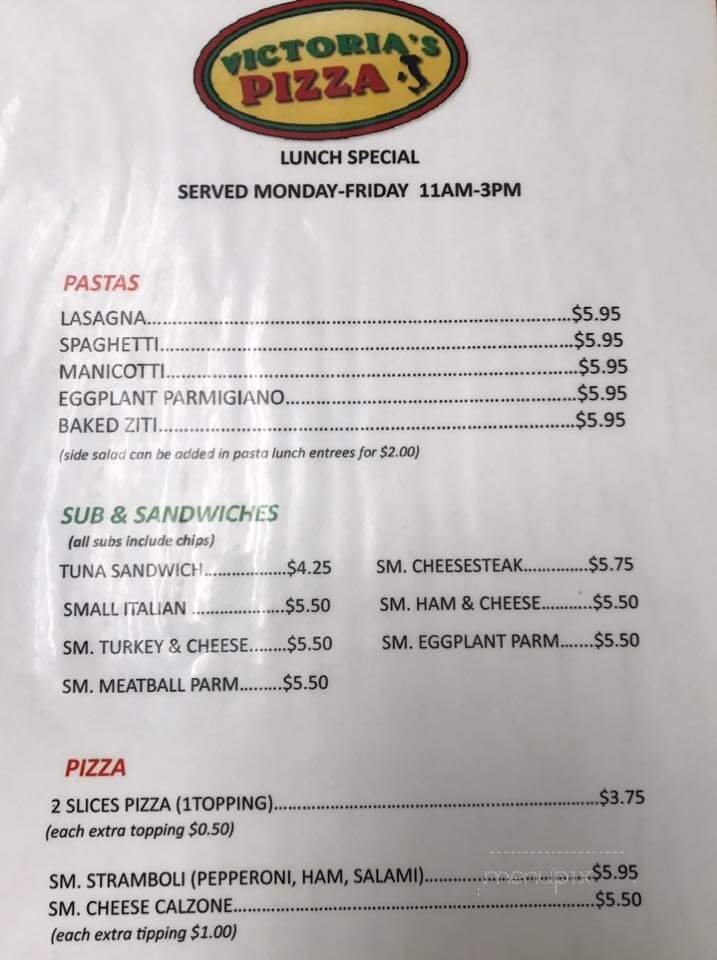 VICTORIA'S
PIZZA
LUNCH SPECIAL
SERVED MONDAY-FRIDAY 11AM-3PM
PASTAS
LASAGNA...$5.95
SPAGHETTI...$5.95
MANICOTTI...$5.95
EGGPLANT PARMIGIANO...$5.95
BAKED ZITI...$5.95
(side salad can be added in pasta lunch entrees for $2.00)
SUB & SANDWICHES
(all subs include chips)
TUNA SANDWICH...$4.25 SM. CHEESESTEAK...$5.75
SMALL ITALIAN ...$5.50 SM. HAM & CHEESE...$5.50
SM. TURKEY & CHEESE...$5.50 SM. EGGPLANT PARM...$5.50
SM. MEATBALL PARM...$5.50
PIZZA
2 SLICES PIZZA (1TOPPING)...$3.75
(each extra topping $0.50)
SM. STRAMBOLI (PEPPERONI, HAM, SALAMI)...$5.95
menupix
SM. CHEESE CALZONE...$5.50
(each extra tipping $1.00)